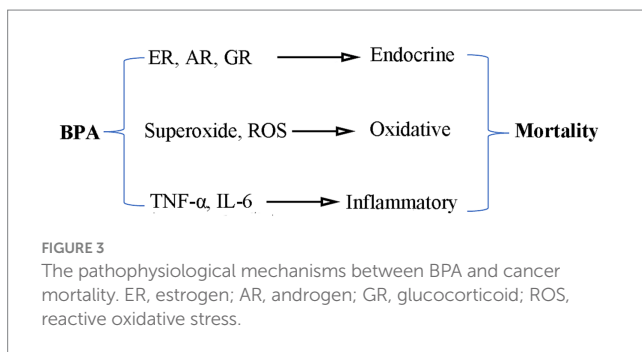 ER, AR, GR Endocrine
BPA Superoxide, ROS Oxidative Mortality
TNF-α, IL-6 Inflammatory
FIGURE 3
The pathophysiological mechanisms between BPA and cancer
mortality. ER, estrogen; AR, androgen; GR, glucocorticoid; ROS,
reactive oxidative stress.